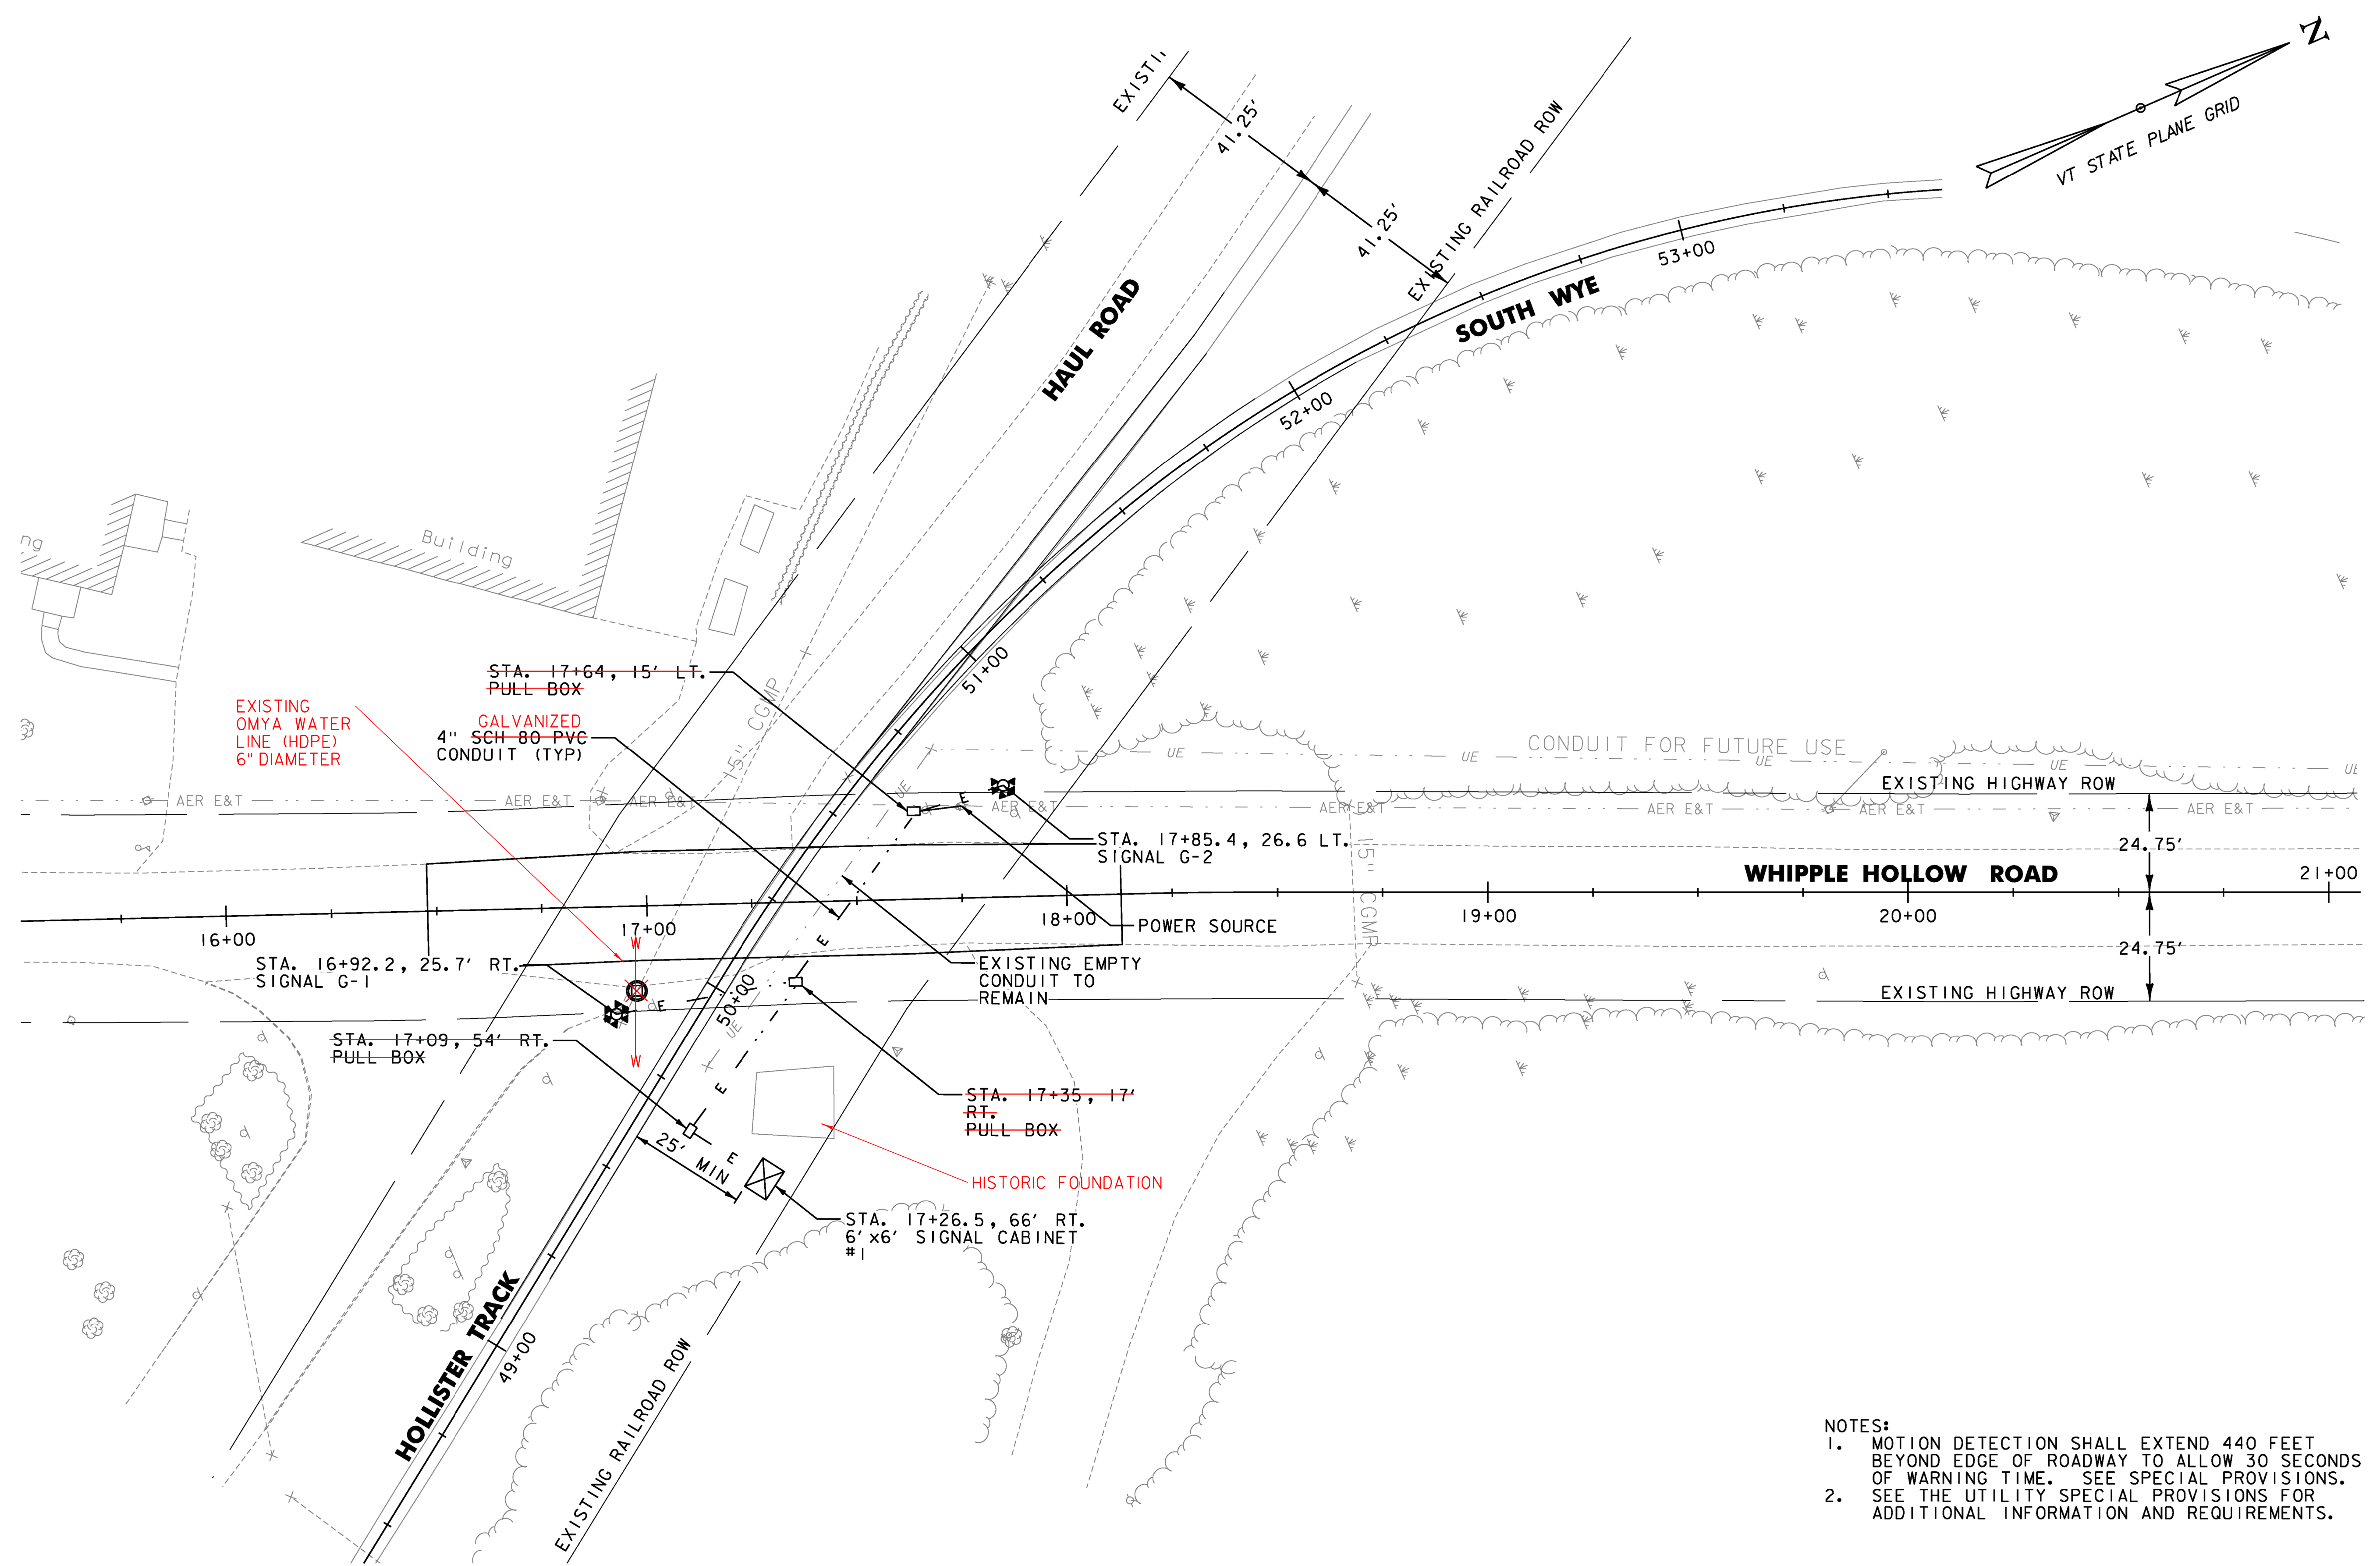 N
VT STATE PLANE GRID
EXISTI
41.25'
41.25'
EXISTING RAILROAD ROW
HAUL ROAD
SOUTH WYE
53+00
52+00
51+00
ng
Building
STA. 17+64, 15' LT.
PULL BOX
EXISTING
OMYA WATER
LINE (HDPE)
6" DIAMETER
GALVANIZED
4" SCH 80 PVC
CONDUIT (TYP)
15" CGMP
UE
UE
UE
UE
UE
UE
CONDUIT FOR FUTURE USE
EXISTING HIGHWAY ROW
AER E&T
AER E&T
AER E&T
AER E&T
AER E&T
AER E&T
AER E&T
AER E&T
E
STA. 17+85.4, 26.6 LT.
SIGNAL G-2
15" CGMP
24.75'
WHIPPLE HOLLOW ROAD
21+00
16+00
17+00
18+00
19+00
20+00
POWER SOURCE
24.75'
W
E
STA. 16+92.2, 25.7' RT.
SIGNAL G-1
EXISTING EMPTY
CONDUIT TO
REMAIN
EXISTING HIGHWAY ROW
E
50+00
UE
STA. 17+09, 54' RT.
PULL BOX
W
E
STA. 17+35, 17'
RT.
PULL BOX
25' MIN
E
HISTORIC FOUNDATION
STA. 17+26.5, 66' RT.
6'x6' SIGNAL CABINET
#1
HOLLISTER TRACK
49+00
EXISTING RAILROAD ROW
NOTES:
1. MOTION DETECTION SHALL EXTEND 440 FEET
BEYOND EDGE OF ROADWAY TO ALLOW 30 SECONDS
OF WARNING TIME. SEE SPECIAL PROVISIONS.
2. SEE THE UTILITY SPECIAL PROVISIONS FOR
ADDITIONAL INFORMATION AND REQUIREMENTS.